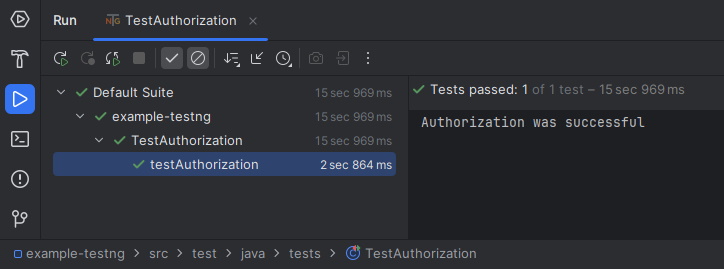 Run TestAuthorization
Default Suite 15 sec 969 ms
example-testng 15 sec 969 ms
TestAuthorization 15 sec 969 ms
testAuthorization 2 sec 864 ms
Tests passed: 1 of 1 test – 15 sec 969 ms
Authorization was successful
example-testng > src > test > java > tests > TestAuthorization